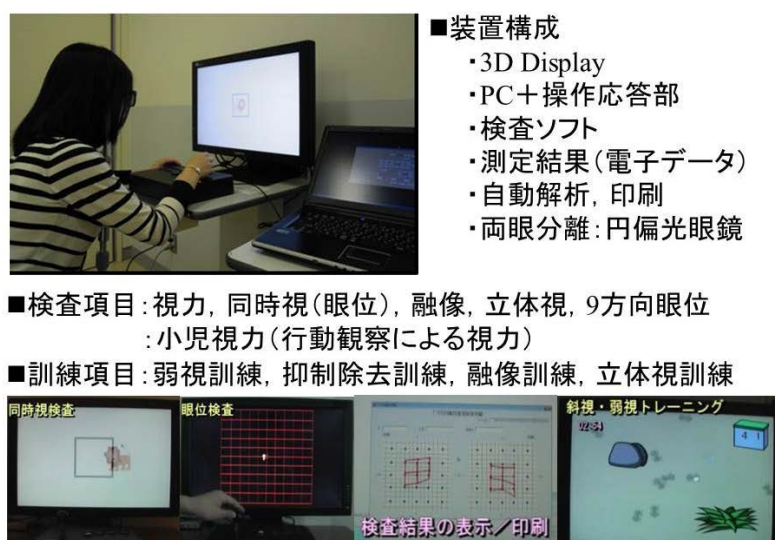 ■装置構成
・3D Display
・PC＋操作応答部
・検査ソフト
・測定結果（電子データ）
・自動解析，印刷
・両眼分離：円偏光眼鏡
■検査項目：視力，同時視（眼位），融像，立体視，9方向眼位
：小児視力（行動観察による視力）
■訓練項目：弱視訓練，抑制除去訓練，融像訓練，立体視訓練
同時視検査
眼位検査
検査結果の表示／印刷
斜視・弱視トレーニング
02:54
4 1